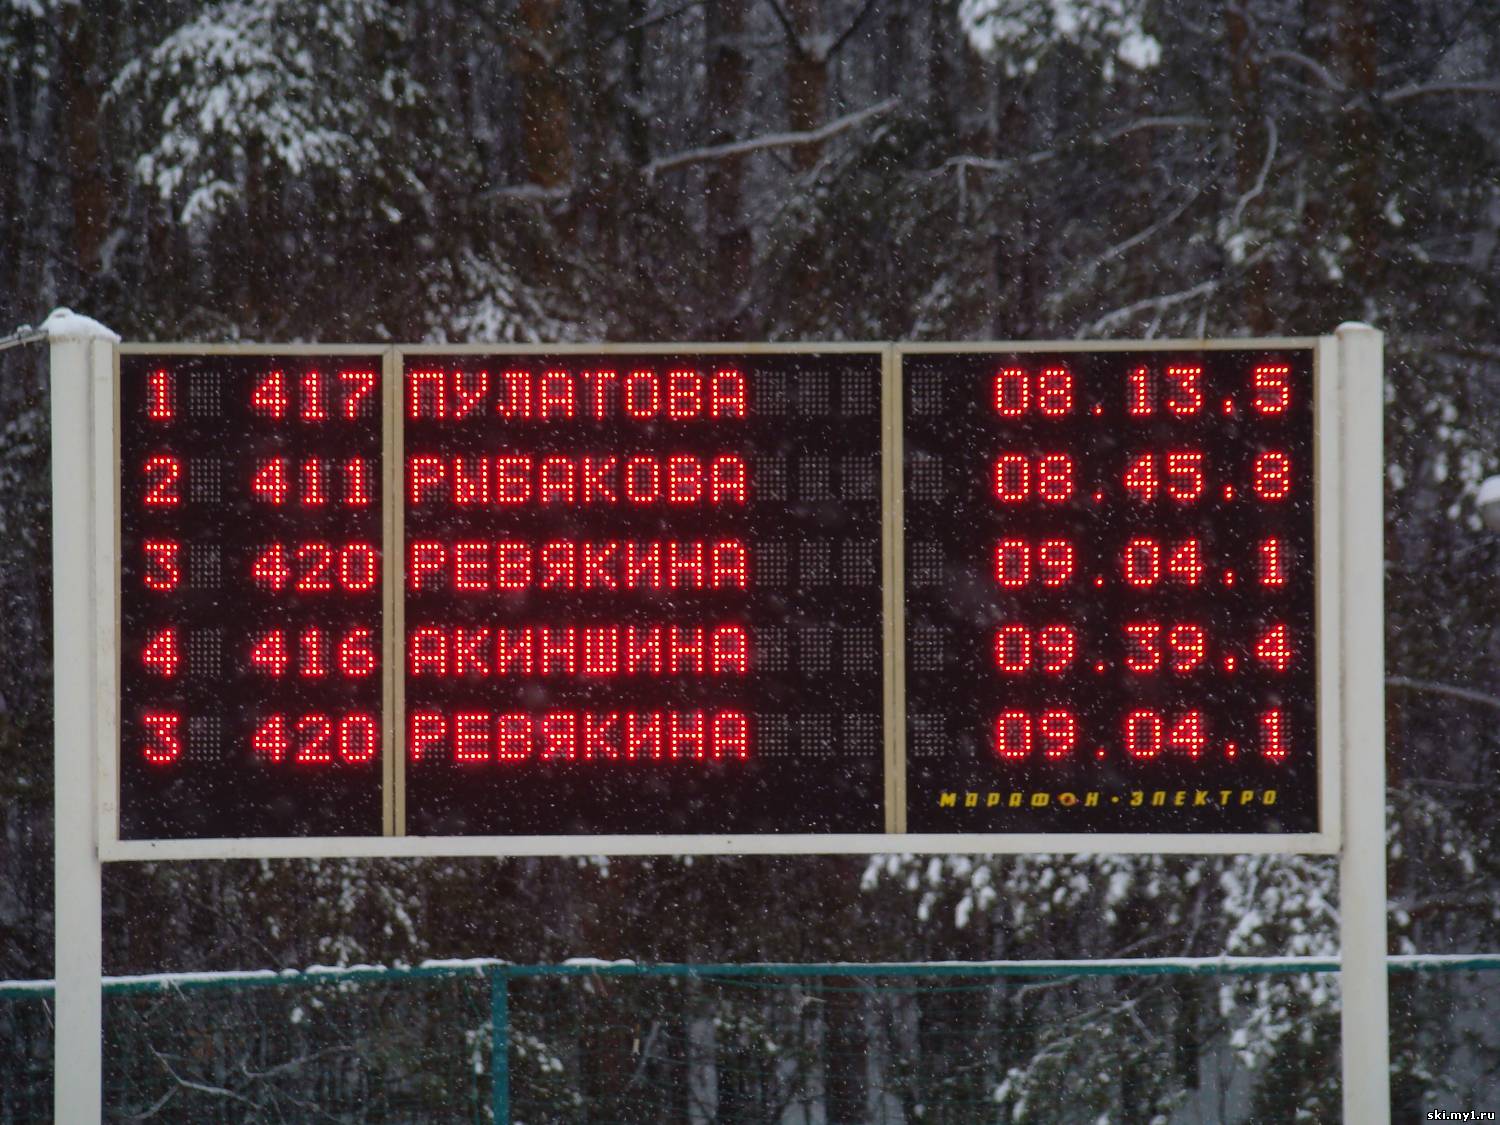 1 417 ПУЛАТОВА 08.13.5
2 411 РЫБАКОВА 08.45.8
3 420 РЕВЯКИНА 09.04.1
4 416 АКИНШИНА 09.39.4
3 420 РЕВЯКИНА 09.04.1
МАРАФОН·ЭЛЕКТРО
ski.my1.ru